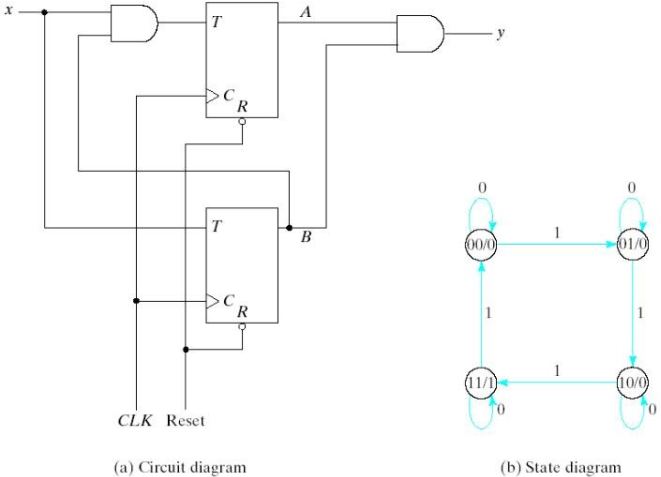 x
T
A
y
C
R
T
B
C
R
CLK Reset
(a) Circuit diagram
0 0
00/0 1 01/0
1 1
11/1 1 10/0
0 0
(b) State diagram